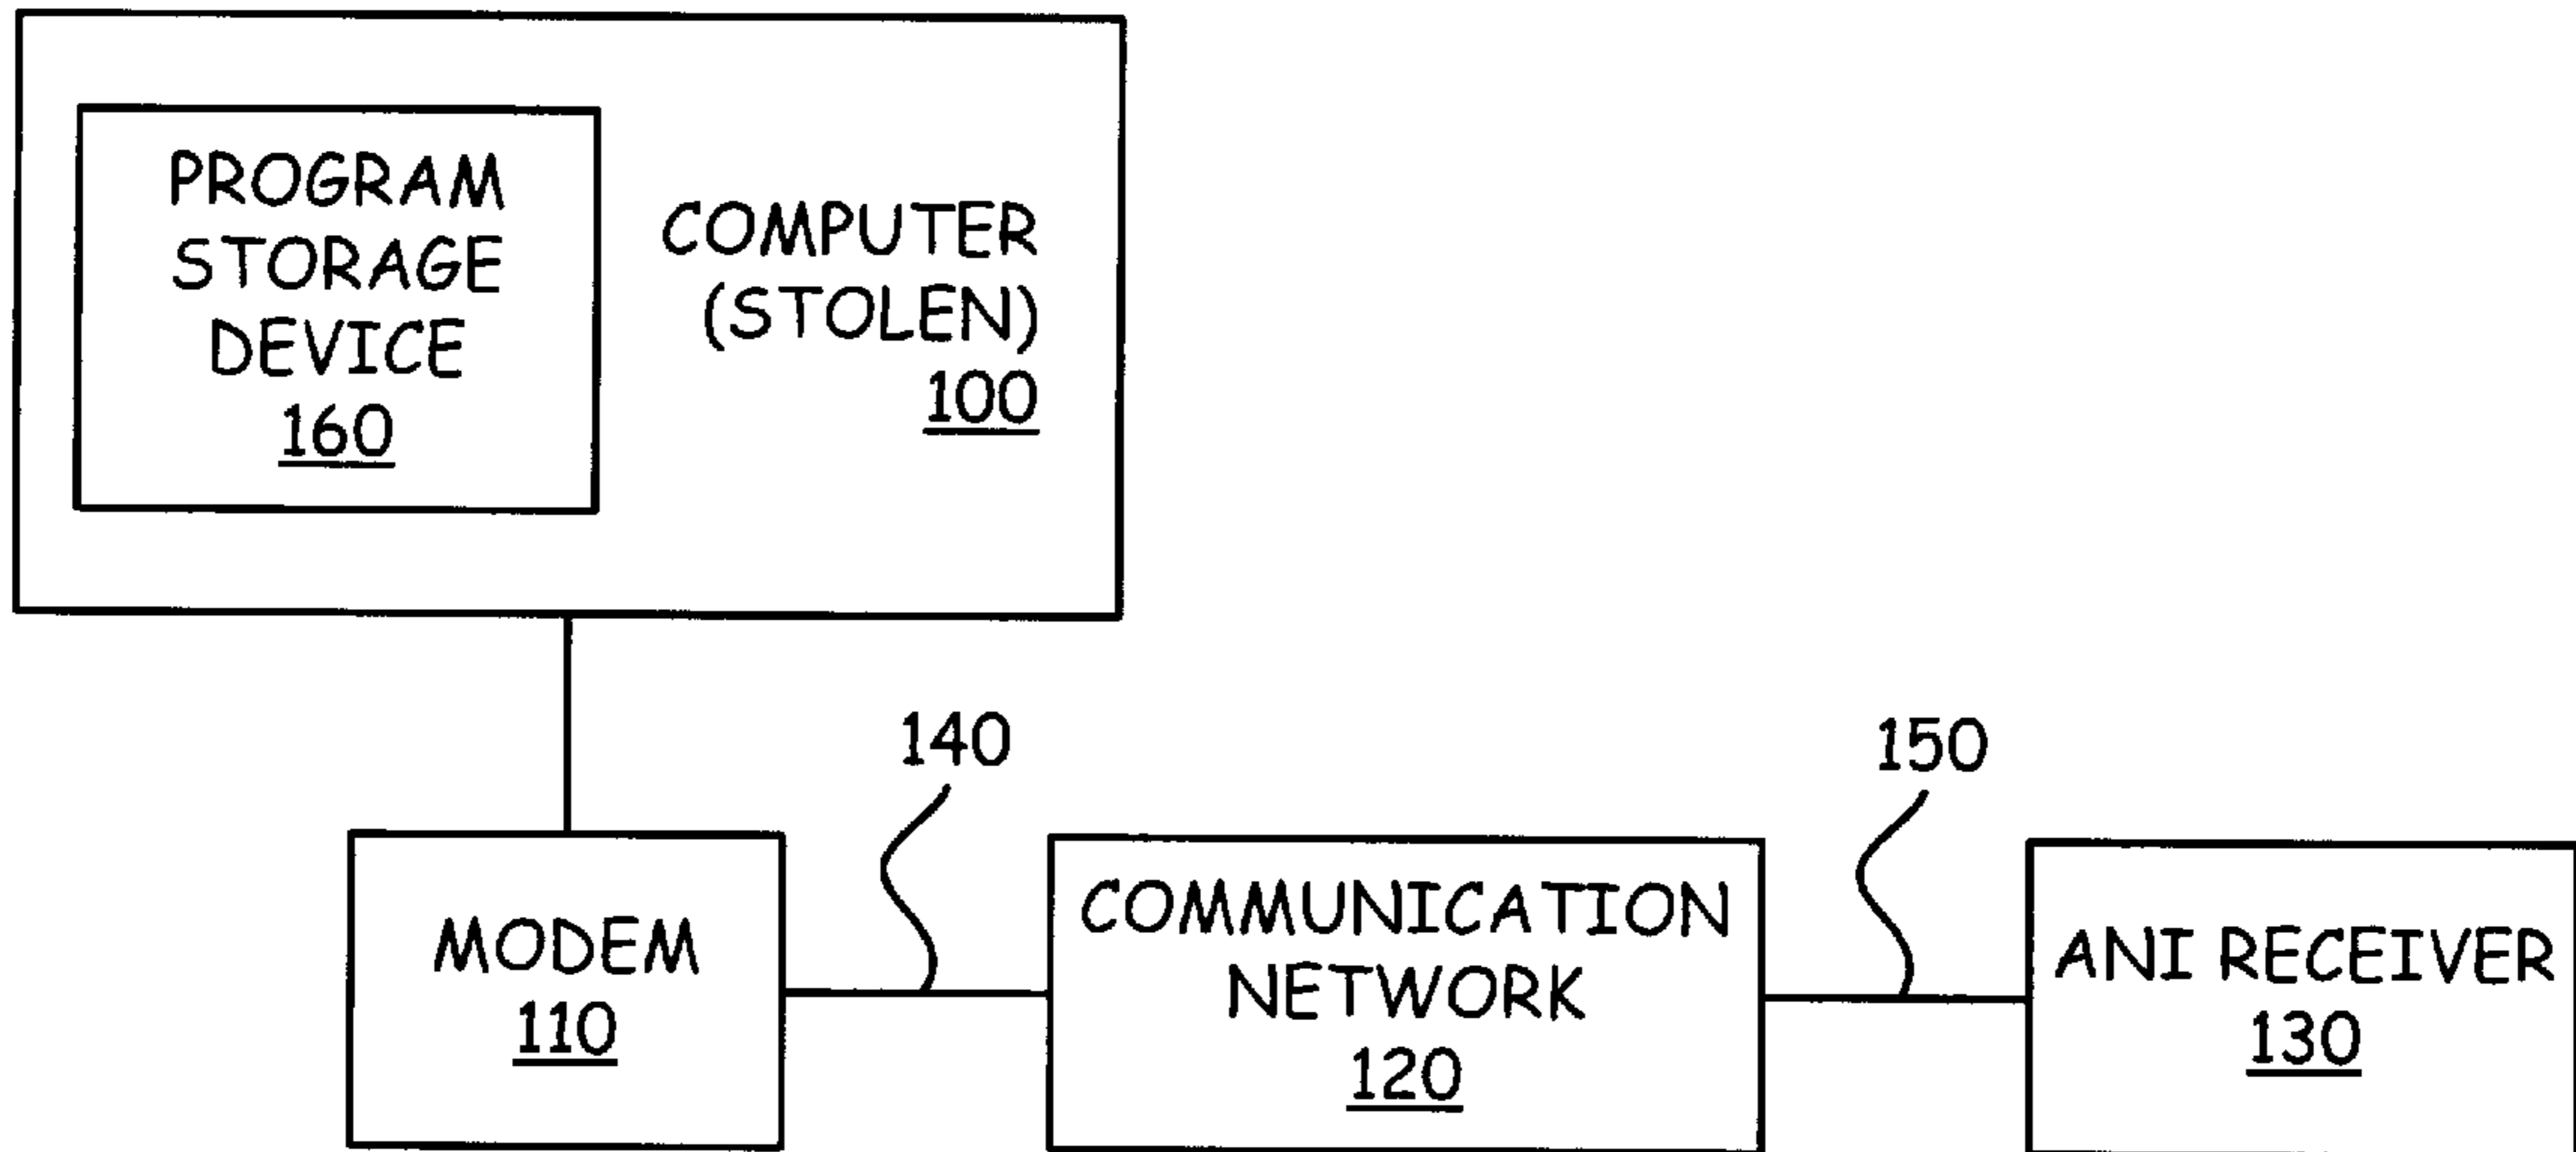 PROGRAM
STORAGE
DEVICE
160
COMPUTER
(STOLEN)
100
140
150
MODEM
110
COMMUNICATION
NETWORK
120
ANI RECEIVER
130